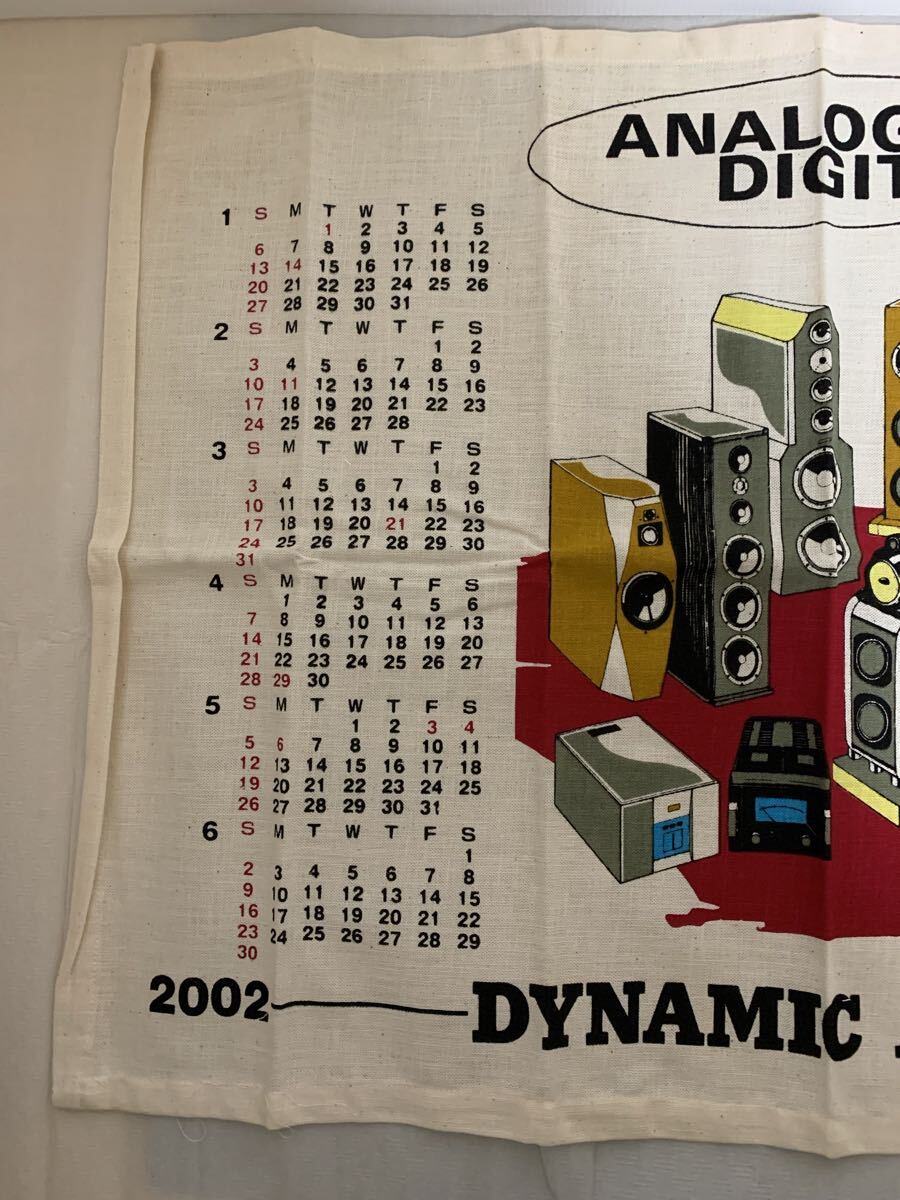 ANALOG
DIGIT
1 S M T W T F S
1 2 3 4 5
6 7 8 9 10 11 12
13 14 15 16 17 18 19
20 21 22 23 24 25 26
27 28 29 30 31
2 S M T W T F S
1 2
3 4 5 6 7 8 9
10 11 12 13 14 15 16
17 18 19 20 21 22 23
24 25 26 27 28
3 S M T W T F S
1 2
3 4 5 6 7 8 9
10 11 12 13 14 15 16
17 18 19 20 21 22 23
24 25 26 27 28 29 30
31
4 S M T W T F S
1 2 3 4 5 6
7 8 9 10 11 12 13
14 15 16 17 18 19 20
21 22 23 24 25 26 27
28 29 30
5 S M T W T F S
1 2 3 4
5 6 7 8 9 10 11
12 13 14 15 16 17 18
19 20 21 22 23 24 25
26 27 28 29 30 31
6 S M T W T F S
1
2 3 4 5 6 7 8
9 10 11 12 13 14 15
16 17 18 19 20 21 22
23 24 25 26 27 28 29
30
2002 DYNAMIC